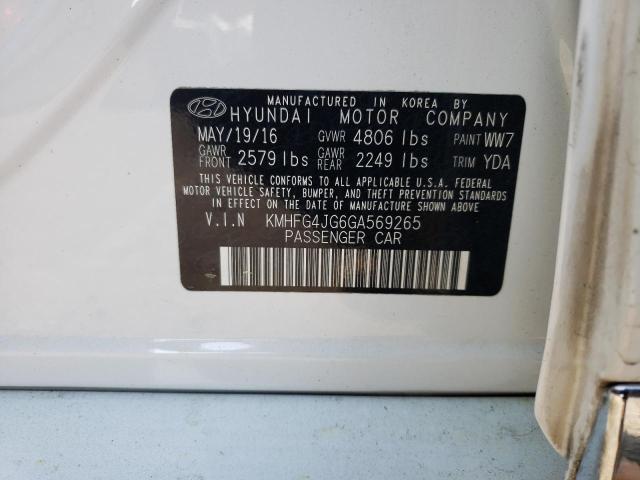 MANUFACTURED IN KOREA BY
HYUNDAI MOTOR COMPANY
MAY/19/16 GVWR 4806 lbs PAINT WW7
GAWR FRONT 2579 lbs GAWR REAR 2249 lbs TRIM YDA
THIS VEHICLE CONFORMS TO ALL APPLICABLE U.S.A. FEDERAL
MOTOR VEHICLE SAFETY, BUMPER, AND THEFT PREVENTION STANDARDS
IN EFFECT ON THE DATE OF MANUFACTURE SHOWN ABOVE.
V.I.N KMHFG4JG6GA569265
PASSENGER CAR